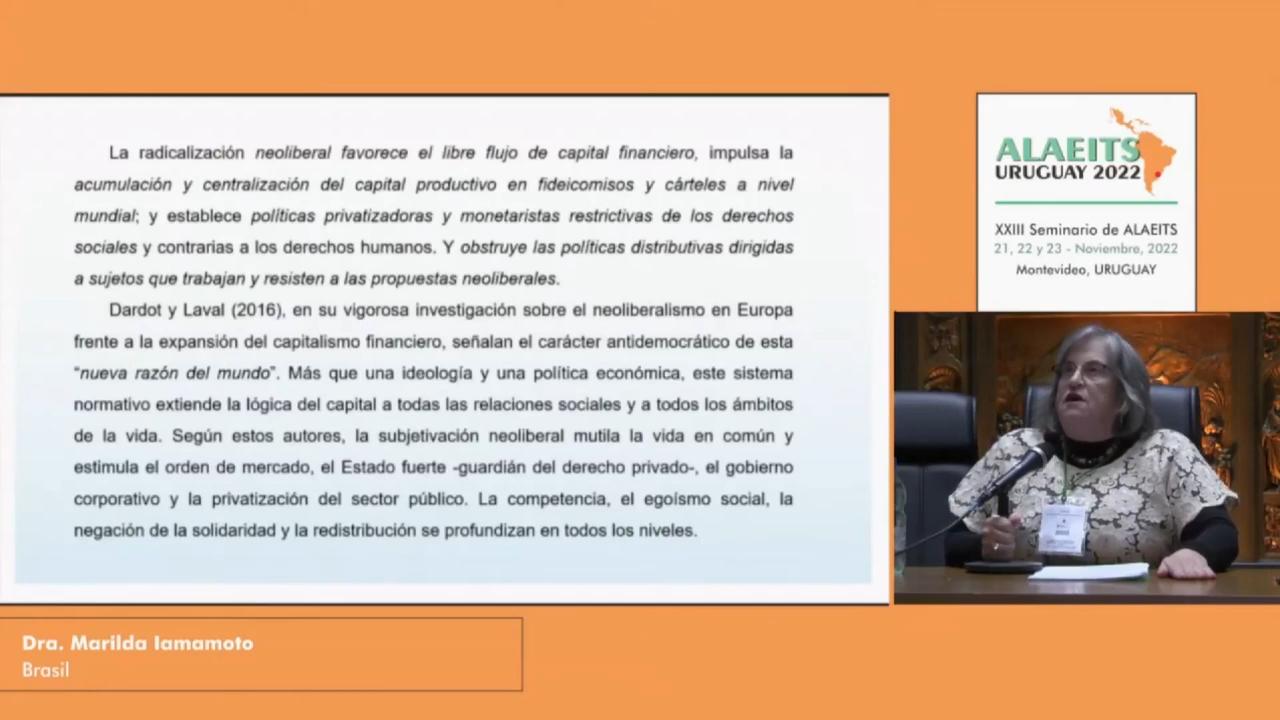 La radicalización neoliberal favorece el libre flujo de capital financiero, impulsa la
acumulación y centralización del capital productivo en fideicomisos y cárteles a nivel
mundial; y establece políticas privatizadoras y monetaristas restrictivas de los derechos
sociales y contrarias a los derechos humanos. Y obstruye las políticas distributivas dirigidas
a sujetos que trabajan y resisten a las propuestas neoliberales.
Dardot y Laval (2016), en su vigorosa investigación sobre el neoliberalismo en Europa
frente a la expansión del capitalismo financiero, señalan el carácter antidemocrático de esta
“nueva razón del mundo”. Más que una ideología y una política económica, este sistema
normativo extiende la lógica del capital a todas las relaciones sociales y a todos los ámbitos
de la vida. Según estos autores, la subjetivación neoliberal mutila la vida en común y
estimula el orden de mercado, el Estado fuerte -guardián del derecho privado-, el gobierno
corporativo y la privatización del sector público. La competencia, el egoísmo social, la
negación de la solidaridad y la redistribución se profundizan en todos los niveles.
ALAEITS
URUGUAY 2022
XXIII Seminario de ALAEITS
21, 22 y 23 - Noviembre, 2022
Montevideo, URUGUAY
Dra. Marilda Iamamoto
Brasil